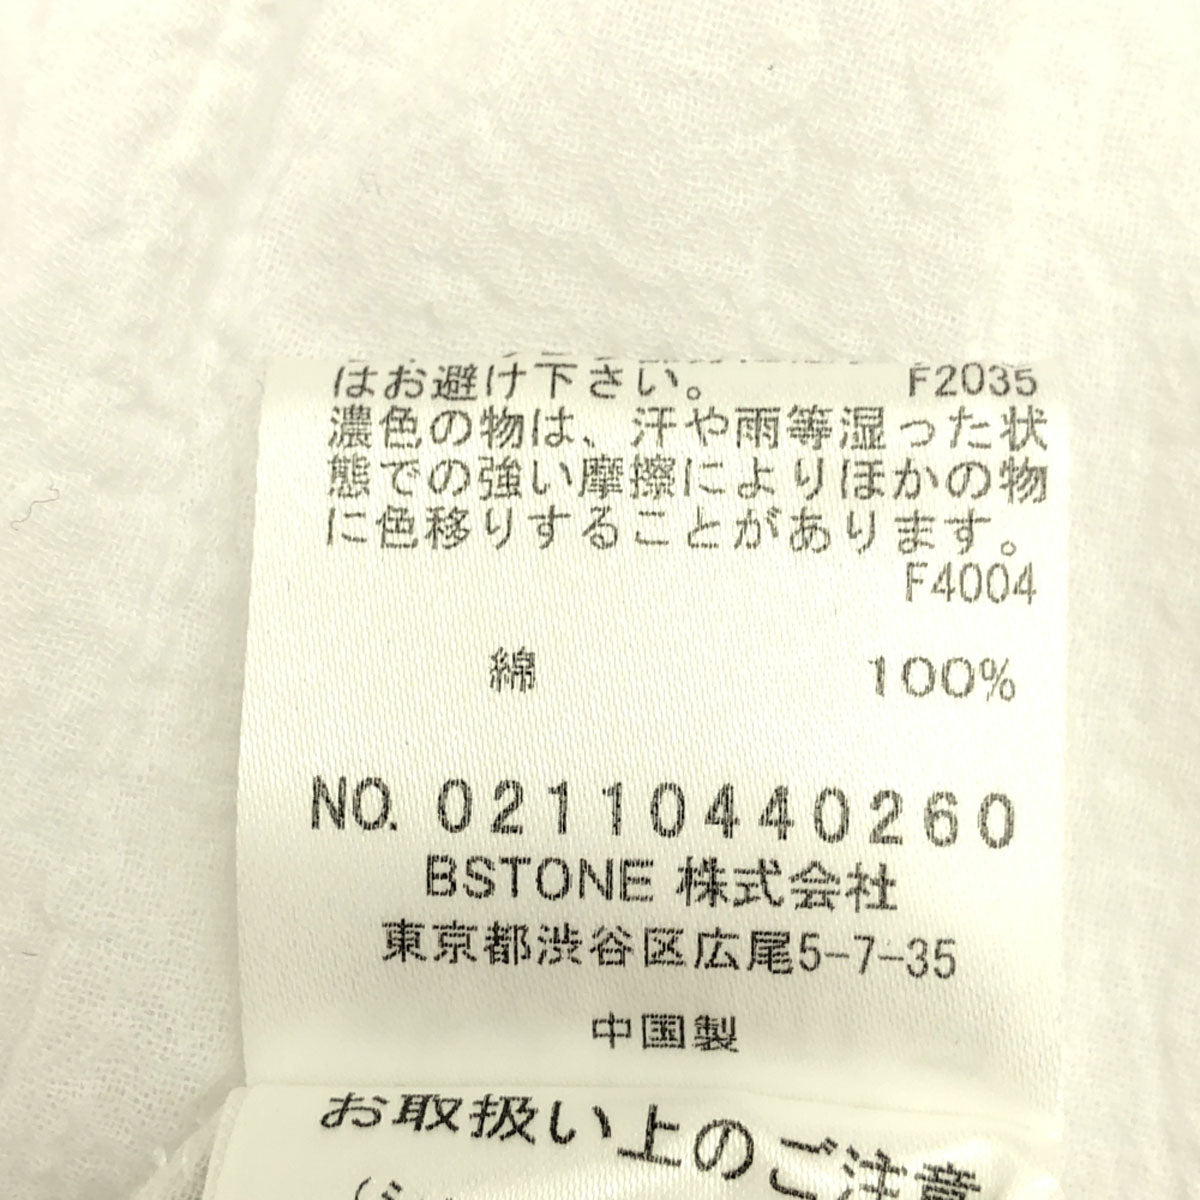 はお避け下さい。 F2035
濃色の物は、汗や雨等湿った状
態での強い摩擦によりほかの物
に色移りすることがあります。
F4004
綿 100%
NO. 02110440260
BSTONE 株式会社
東京都渋谷区広尾5-7-35
中国製
お取扱い上のご注意